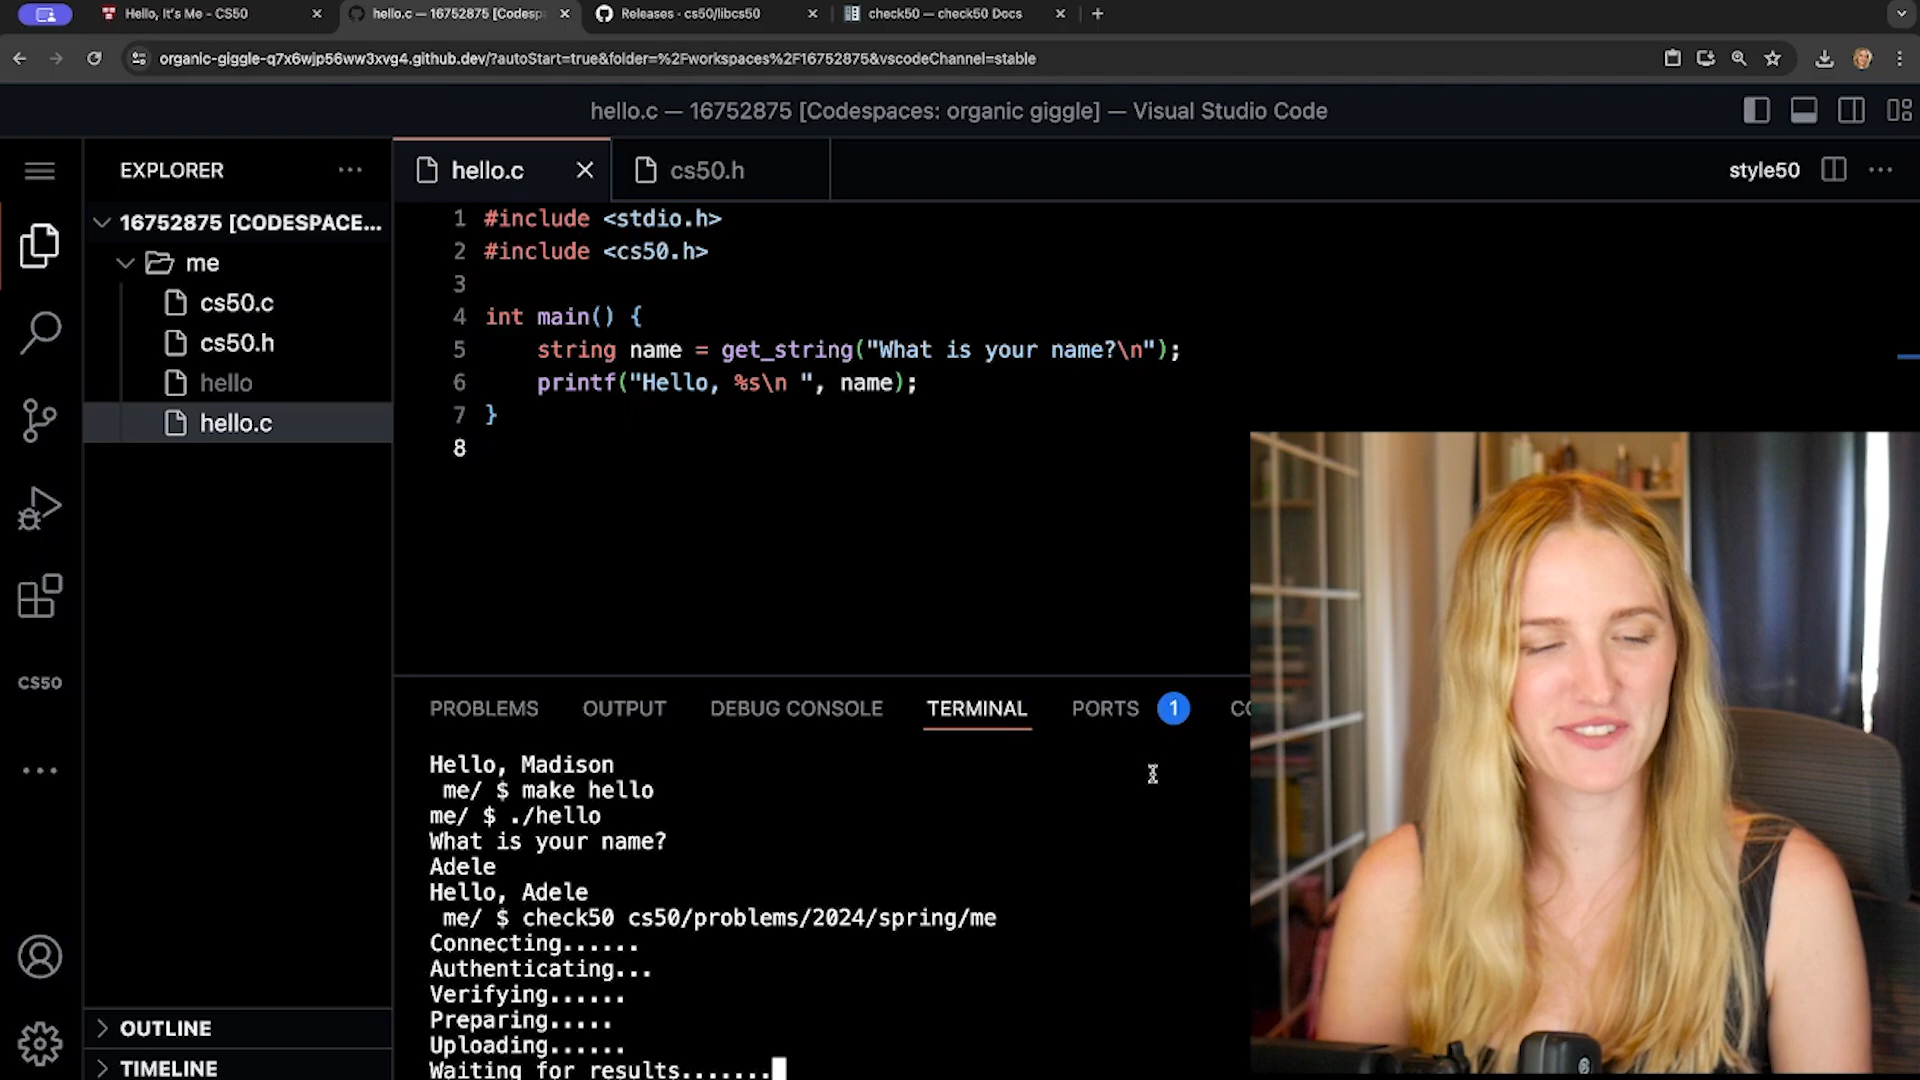 Hello, It's Me - CS50
hello.c — 16752875 [Codesp
Releases · cs50/libcs50
check50 — check50 Docs
organic-giggle-q7x6wjp56ww3xvg4.github.dev/?autoStart=true&folder=%2Fworkspaces%2F16752875&vscodeChannel=stable
hello.c — 16752875 [Codespaces: organic giggle] — Visual Studio Code
EXPLORER
hello.c
cs50.h
style50
16752875 [CODESPACE...
me
cs50.c
cs50.h
hello
hello.c
1 #include <stdio.h>
2 #include <cs50.h>
3
4 int main() {
5 string name = get_string("What is your name?\n");
6 printf("Hello, %s\n ", name);
7 }
8
CS50
PROBLEMS
OUTPUT
DEBUG CONSOLE
TERMINAL
PORTS
1
CO
Hello, Madison
me/ $ make hello
me/ $ ./hello
What is your name?
Adele
Hello, Adele
me/ $ check50 cs50/problems/2024/spring/me
Connecting......
Authenticating...
Verifying......
Preparing.....
Uploading......
Waiting for results.......
OUTLINE
TIMELINE